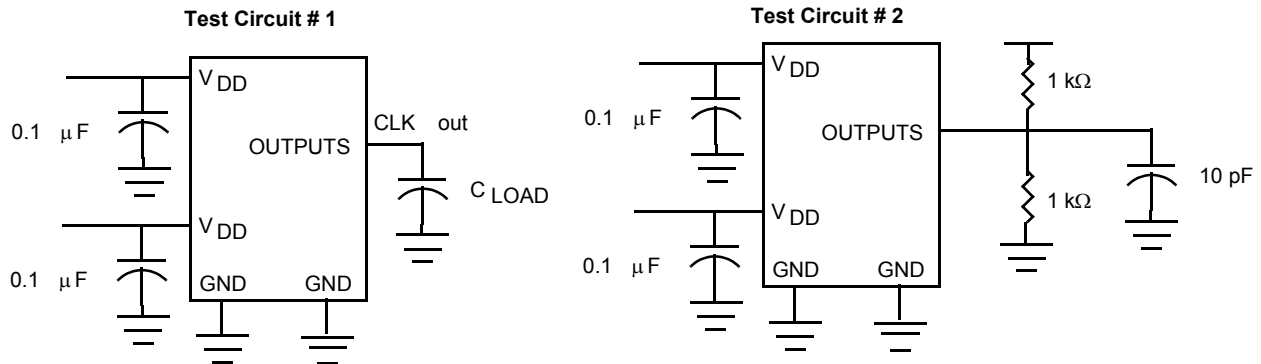 Test Circuit # 1
V DD
0.1 μF
CLK out
OUTPUTS
C LOAD
V DD
0.1 μF
GND GND
Test Circuit # 2
V DD
1 kΩ
0.1 μF
OUTPUTS
10 pF
1 kΩ
V DD
0.1 μF
GND GND